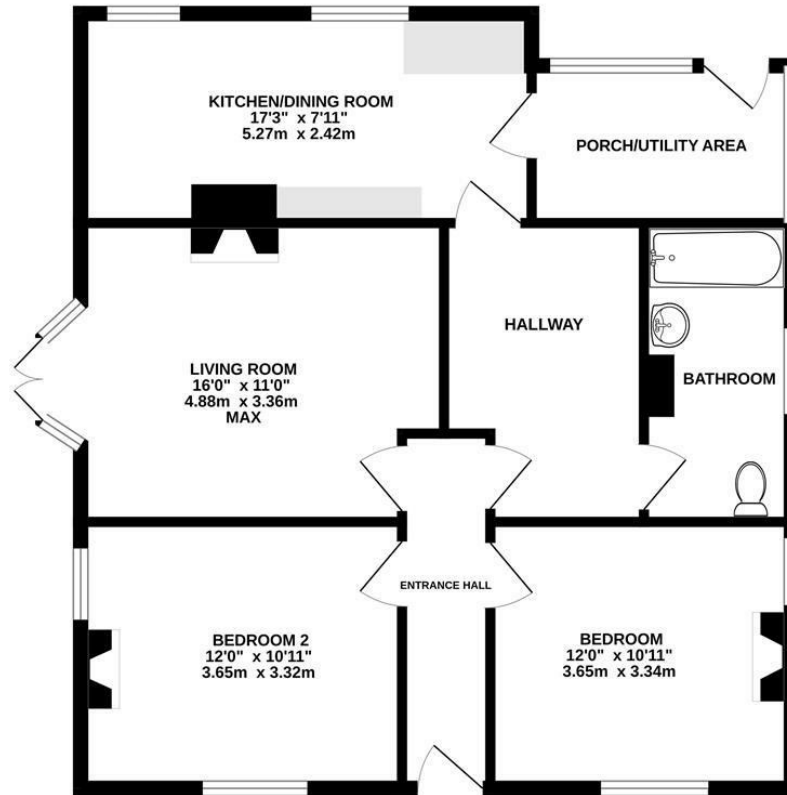 KITCHEN/DINING ROOM
17'3" x 7'11"
5.27m x 2.42m
PORCH/UTILITY AREA
HALLWAY
LIVING ROOM
16'0" x 11'0"
4.88m x 3.36m
MAX
BATHROOM
ENTRANCE HALL
BEDROOM 2
12'0" x 10'11"
3.65m x 3.32m
BEDROOM
12'0" x 10'11"
3.65m x 3.34m